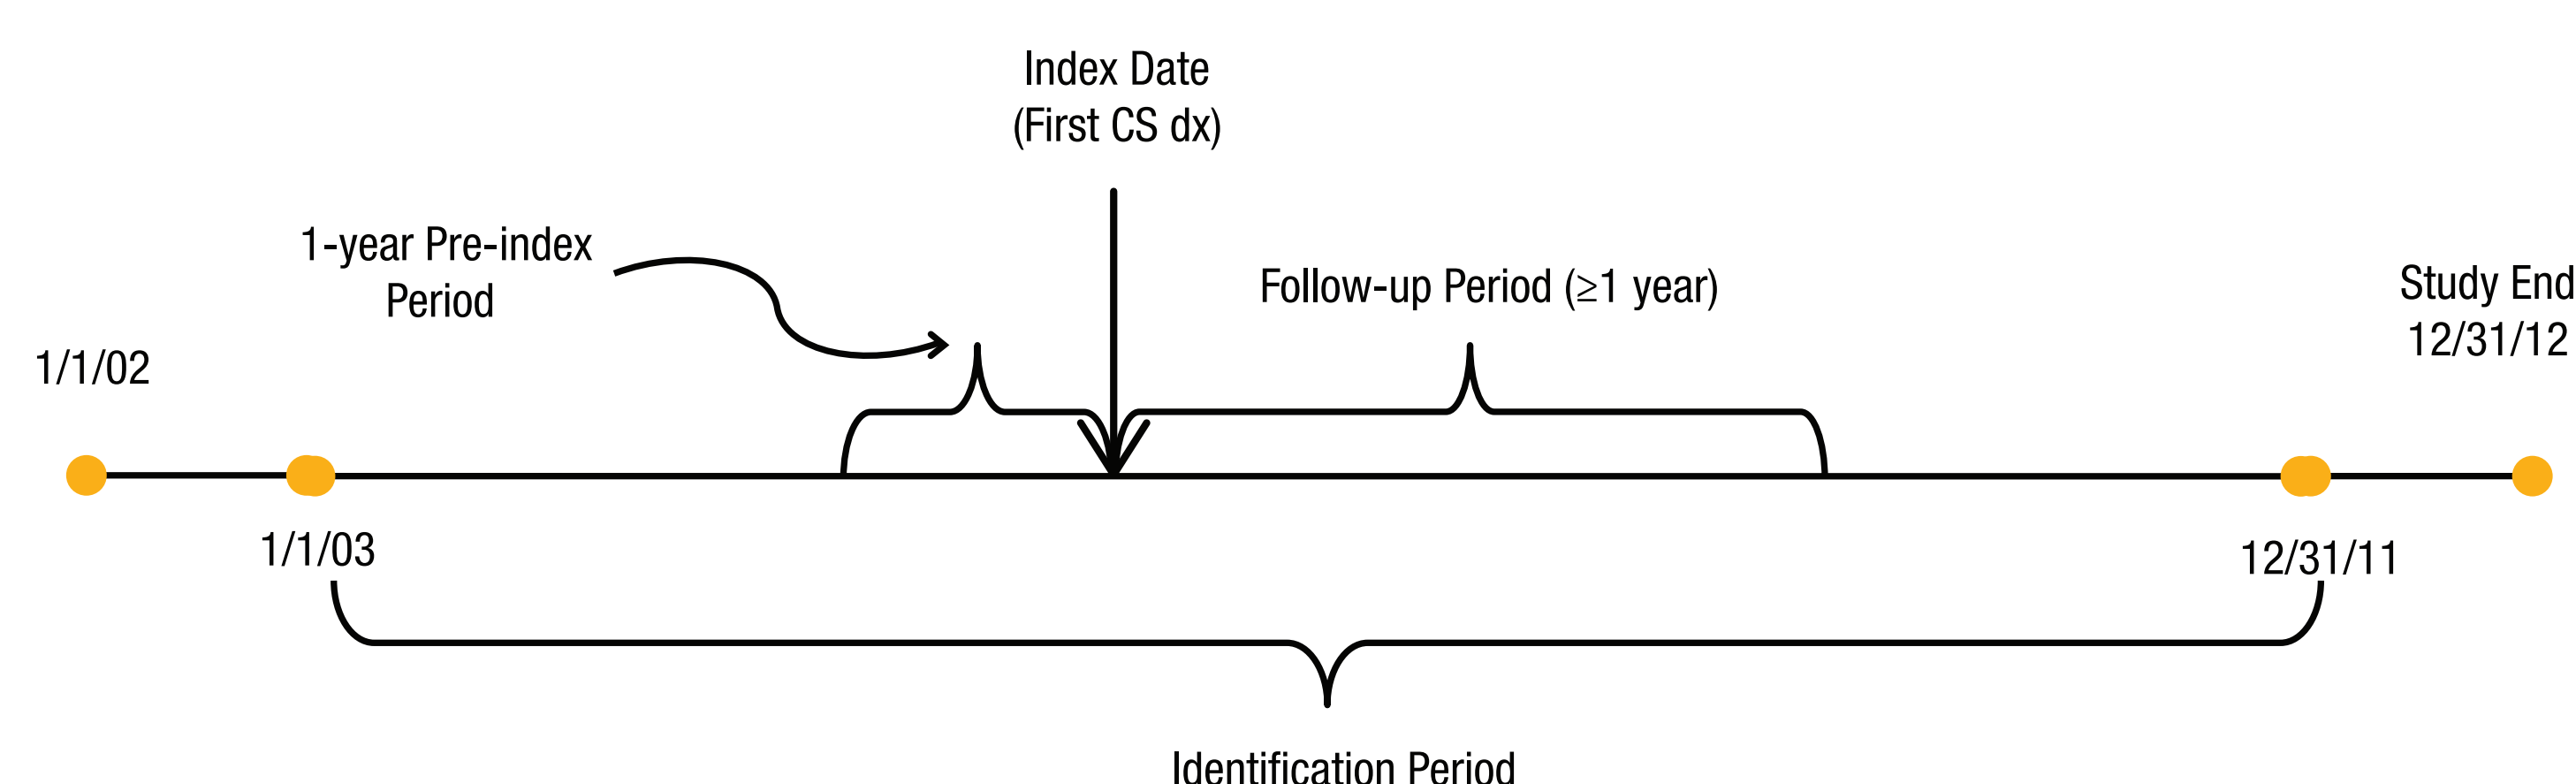 Index Date
(First CS dx)
1-year Pre-index
Period
Follow-up Period (≥1 year)
Study End
12/31/12
1/1/02
1/1/03
12/31/11
Identification Period